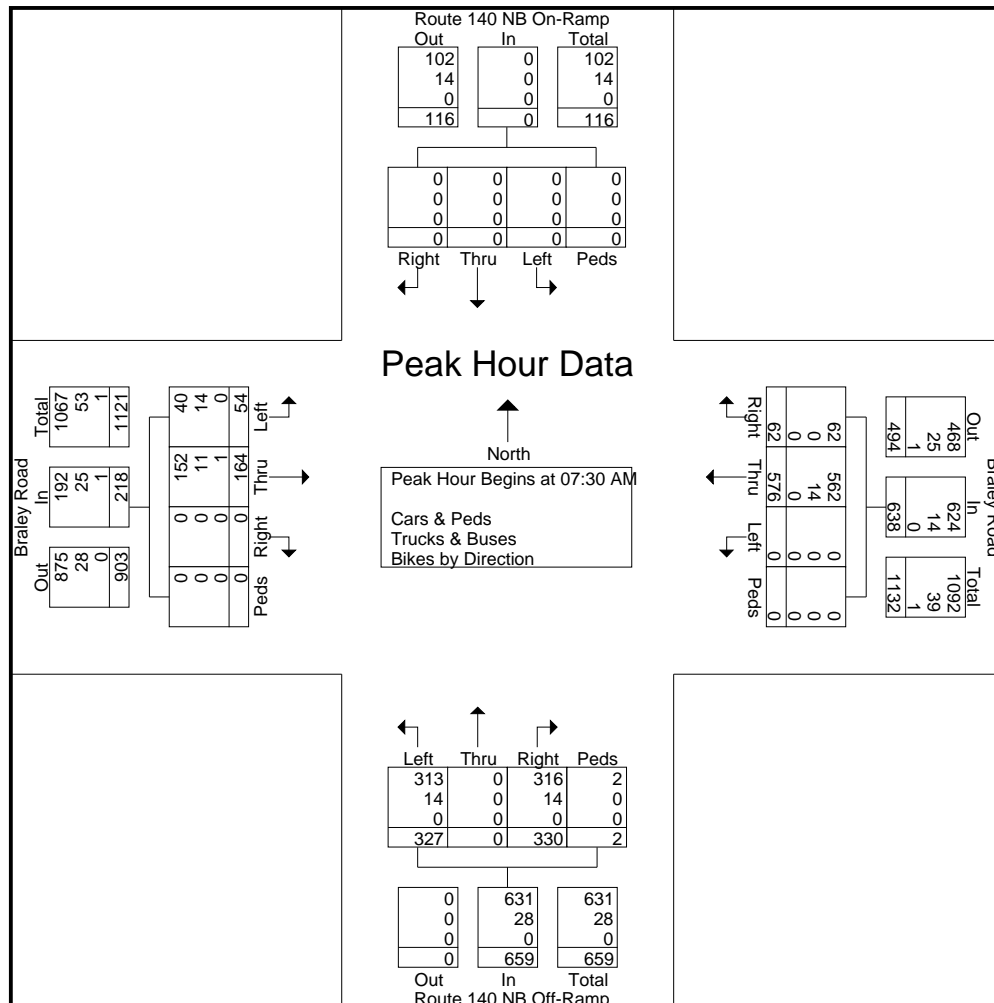 Route 140 NB On-Ramp
Out In Total
102 0 102
14 0 14
0 0 0
116 0 116
0 0 0 0
0 0 0 0
0 0 0 0
0 0 0 0
Right Thru Left Peds
Peak Hour Data
North
Peak Hour Begins at 07:30 AM
Cars & Peds
Trucks & Buses
Bikes by Direction
Braley Road
Out In Total
875 192 1067
28 25 53
0 1 1
903 218 1121
Peds Right Thru Left
0 0 152 40
0 0 11 14
0 0 1 0
0 0 164 54
Braley Road
Out In Total
468 624 1092
25 14 39
1 0 1
494 638 1132
Right Thru Left Peds
62 562 0 0
0 14 0 0
0 0 0 0
62 576 0 0
Left Thru Right Peds
313 0 316 2
14 0 14 0
0 0 0 0
327 0 330 2
0 631 631
0 28 28
0 0 0
0 659 659
Out In Total
Route 140 NB Off-Ramp